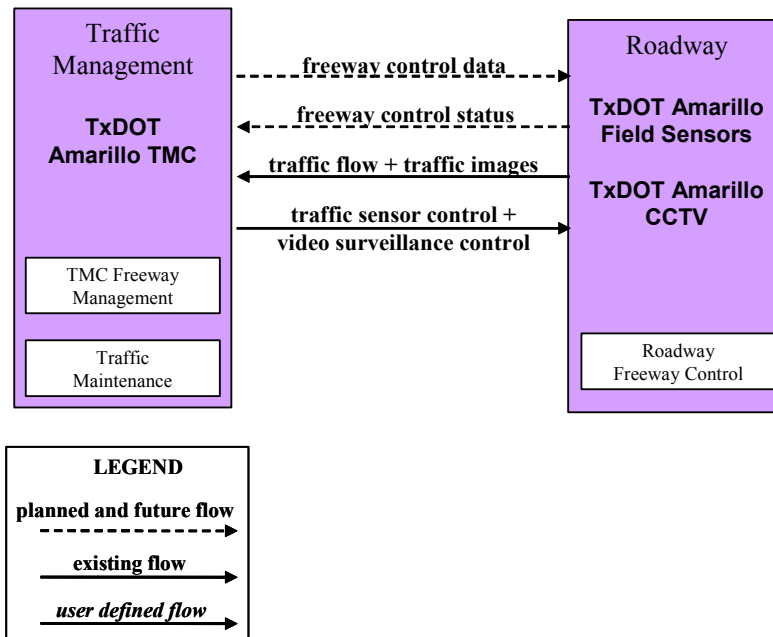 Traffic
Management
TxDOT
Amarillo TMC
TMC Freeway
Management
Traffic
Maintenance
freeway control data
freeway control status
traffic flow + traffic images
traffic sensor control +
video surveillance control
Roadway
TxDOT Amarillo
Field Sensors
TxDOT Amarillo
CCTV
Roadway
Freeway Control
LEGEND
planned and future flow
existing flow
user defined flow